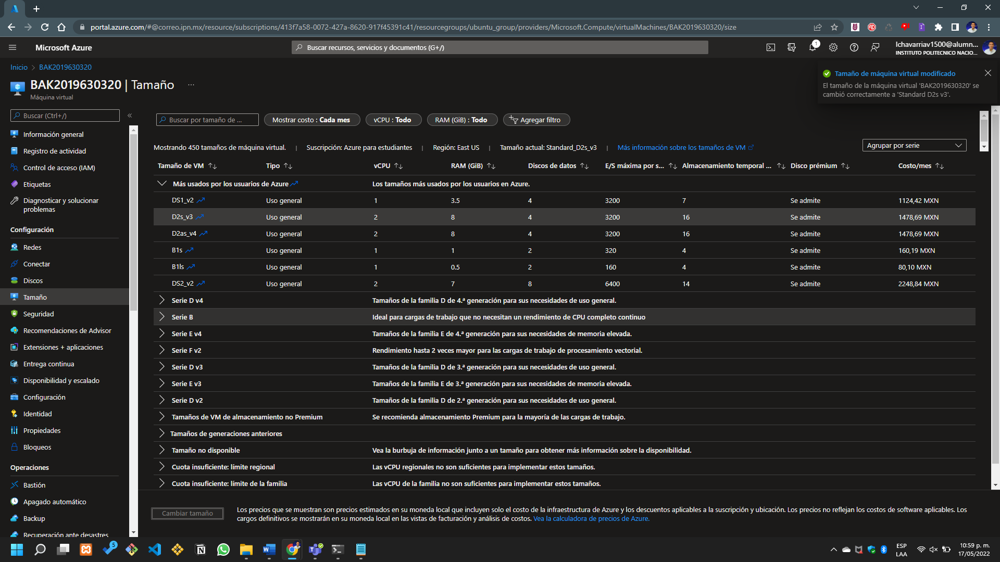 portal.azure.com/#@correo.ipn.mx/resource/subscriptions/413f7a58-0072-427a-8620-917f45391c41/resourcegroups/ubuntu_group/providers/Microsoft.Compute/virtualMachines/BAK2019630320/size
Microsoft Azure
Buscar recursos, servicios y documentos (G+/)
1
lchavarriav1500@alumn...
INSTITUTO POLITECNICO NACIO...
Inicio > BAK2019630320
BAK2019630320 | Tamaño ...
Máquina virtual
Tamaño de máquina virtual modificado
El tamaño de la máquina virtual 'BAK2019630320' se
cambió correctamente a 'Standard D2s v3'.
Buscar (Ctrl+/)
Información general
Registro de actividad
Control de acceso (IAM)
Etiquetas
Diagnosticar y solucionar
problemas
Configuración
Redes
Conectar
Discos
Tamaño
Seguridad
Recomendaciones de Advisor
Extensiones + aplicaciones
Entrega continua
Disponibilidad y escalado
Configuración
Identidad
Propiedades
Bloqueos
Operaciones
Bastión
Apagado automático
Backup
Recuperación ante desastres
Buscar por tamaño de ... Mostrar costo : Cada mes vCPU : Todo RAM (GiB) : Todo Agregar filtro
Mostrando 450 tamaños de máquina virtual. | Suscripción: Azure para estudiantes | Región: East US | Tamaño actual: Standard_D2s_v3 | Más información sobre los tamaños de VM
Agrupar por serie
Tamaño de VM Tipo vCPU RAM (GiB) Discos de datos E/S máxima por s... Almacenamiento temporal ... Disco prémium Costo/mes
Más usados por los usuarios de Azure Los tamaños más usados por los usuarios en Azure.
DS1_v2 Uso general 1 3.5 4 3200 7 Se admite 1124,42 MXN
D2s_v3 Uso general 2 8 4 3200 16 Se admite 1478,69 MXN
D2as_v4 Uso general 2 8 4 3200 16 Se admite 1478,69 MXN
B1s Uso general 1 1 2 320 4 Se admite 160,19 MXN
B1ls Uso general 1 0.5 2 160 4 Se admite 80,10 MXN
DS2_v2 Uso general 2 7 8 6400 14 Se admite 2248,84 MXN
Serie D v4 Tamaños de la familia D de 4.ª generación para sus necesidades de uso general.
Serie B Ideal para cargas de trabajo que no necesitan un rendimiento de CPU completo continuo
Serie E v4 Tamaños de la familia E de 4.ª generación para sus necesidades de memoria elevada.
Serie F v2 Rendimiento hasta 2 veces mayor para las cargas de trabajo de procesamiento vectorial.
Serie D v3 Tamaños de la familia D de 3.ª generación para sus necesidades de uso general.
Serie E v3 Tamaños de la familia E de 3.ª generación para sus necesidades de memoria elevada.
Serie D v2 Tamaños de la familia D de 2.ª generación para sus necesidades de uso general.
Tamaños de VM de almacenamiento no Premium Se recomienda almacenamiento Premium para la mayoría de las cargas de trabajo.
Tamaños de generaciones anteriores
Tamaño no disponible Vea la burbuja de información junto a un tamaño para obtener más información sobre la disponibilidad.
Cuota insuficiente: límite regional Las vCPU regionales no son suficientes para implementar estos tamaños.
Cuota insuficiente: límite de la familia Las vCPU de la familia no son suficientes para implementar estos tamaños.
Cambiar tamaño
Los precios que se muestran son precios estimados en su moneda local que incluyen solo el costo de la infraestructura de Azure y los descuentos aplicables a la suscripción y ubicación. Los precios no reflejan los costos de software aplicables. Los
cargos definitivos se mostrarán en su moneda local en las vistas de facturación y análisis de costos. Vea la calculadora de precios de Azure.
5
ESP
LAA
10:59 p. m.
17/05/2022